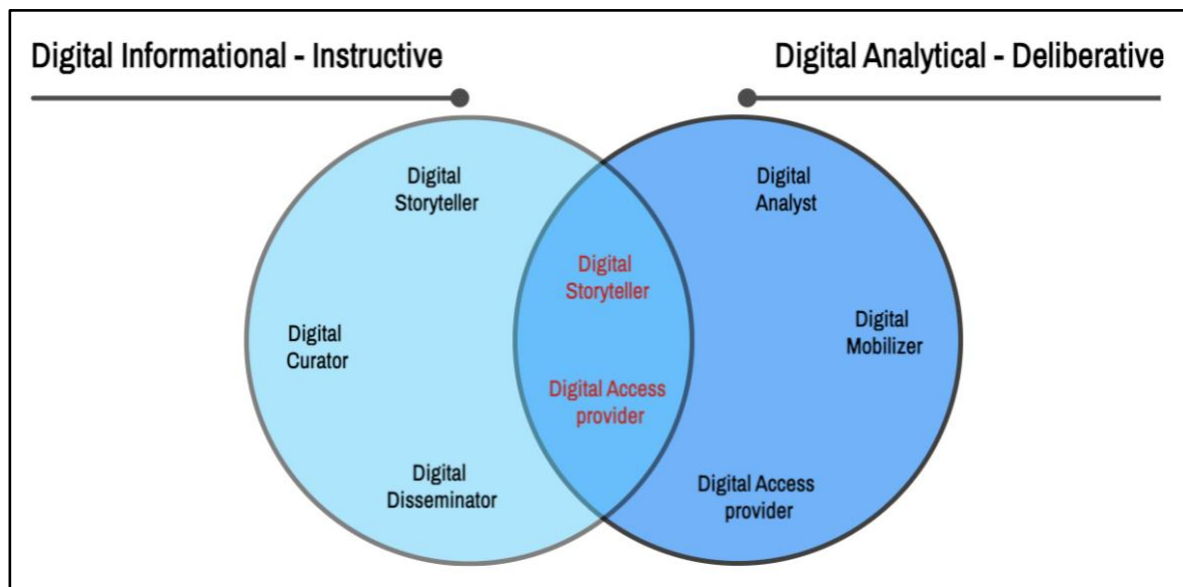 Digital Informational - Instructive
Digital Analytical - Deliberative
Digital
Storyteller
Digital
Curator
Digital
Disseminator
Digital
Storyteller
Digital Access
provider
Digital
Analyst
Digital
Mobilizer
Digital Access
provider